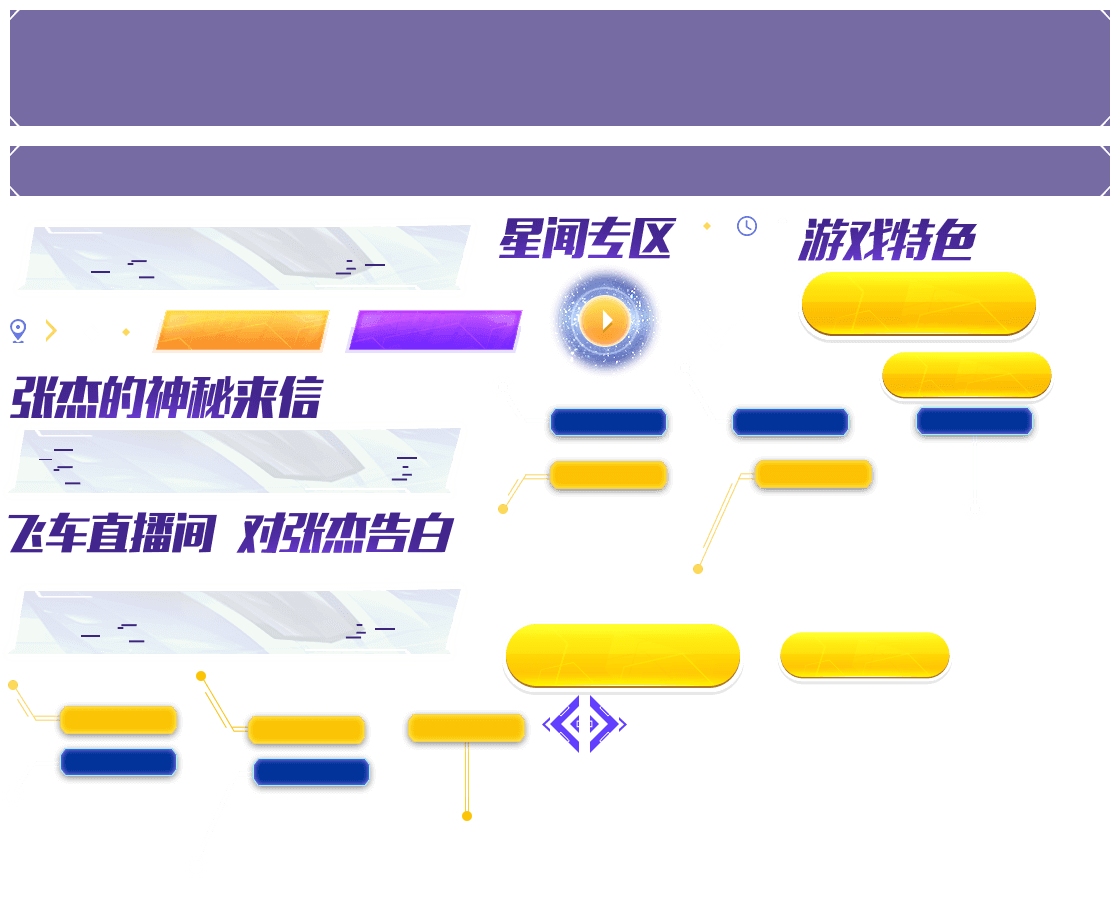 星闻专区
游戏特色
张杰的神秘来信
飞车直播间 对张杰告白